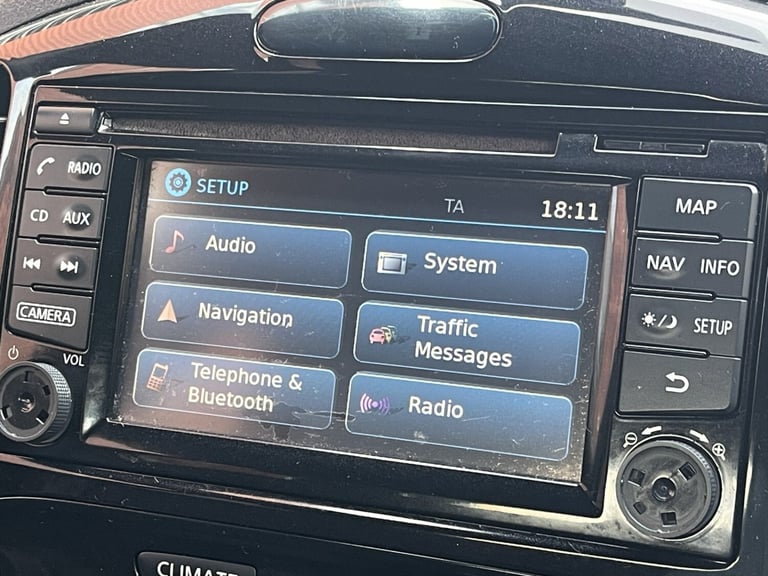 RADIO
CD AUX
CAMERA
VOL
SETUP
TA
18:11
Audio
System
Navigation
Traffic
Messages
Telephone &
Bluetooth
Radio
MAP
NAV INFO
SETUP
CLIMATE